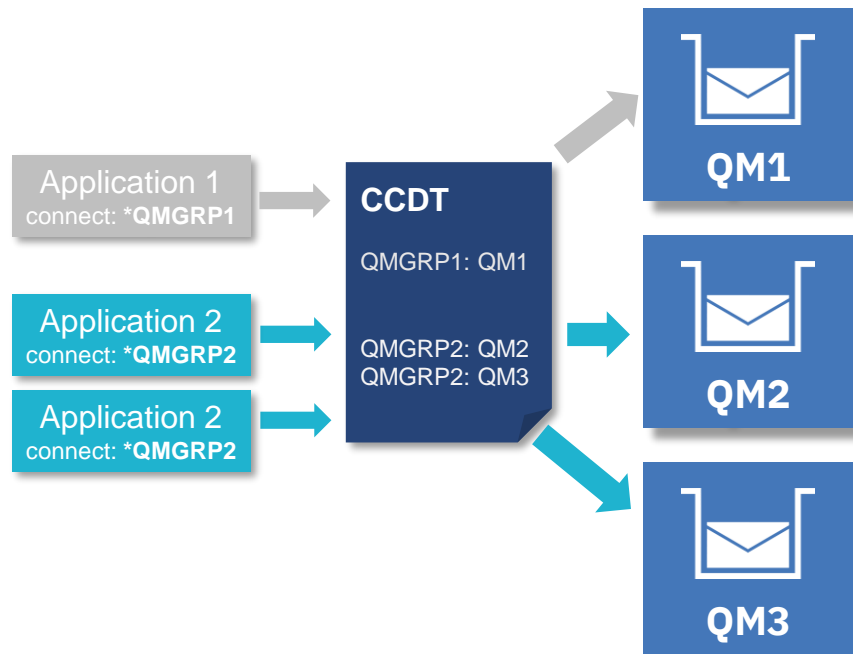 Application 1
connect: *QMGRP1
Application 2
connect: *QMGRP2
Application 2
connect: *QMGRP2
CCDT
QMGRP1: QM1
QMGRP2: QM2
QMGRP2: QM3
QM1
QM2
QM3